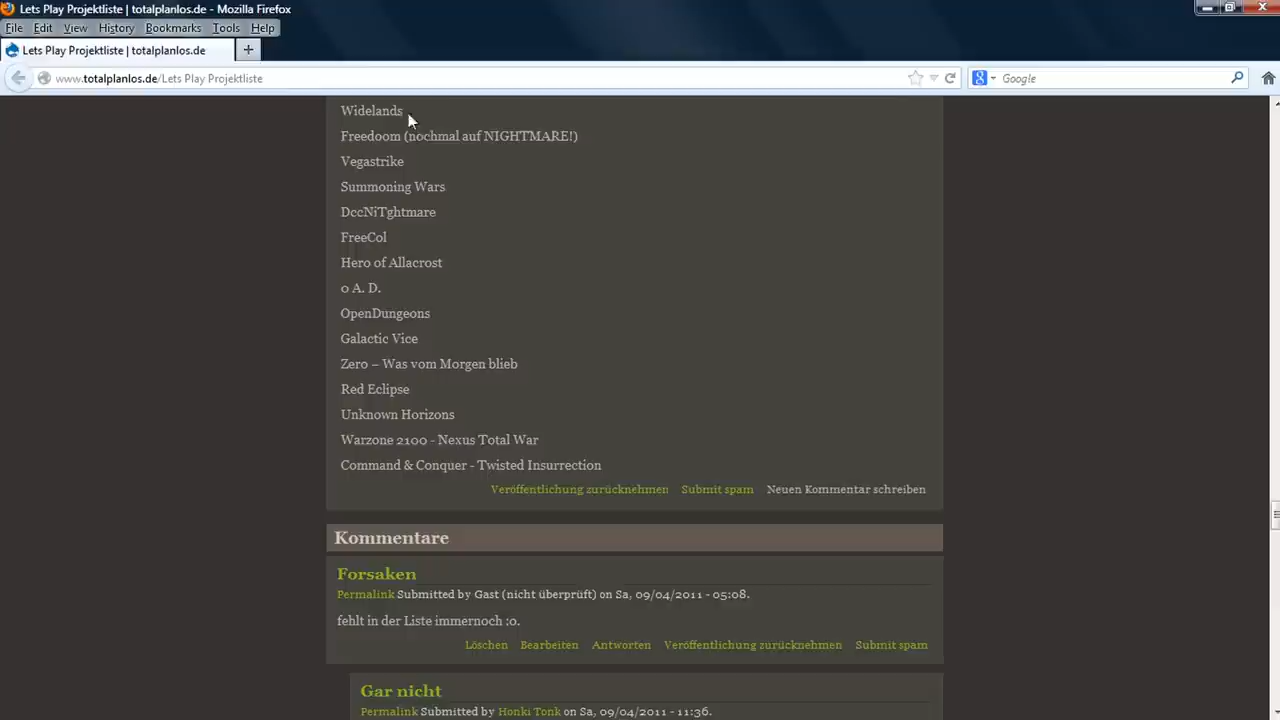 Lets Play Projektliste | totalplanlos.de - Mozilla Firefox
File Edit View History Bookmarks Tools Help
Lets Play Projektliste | totalplanlos.de
www.totalplanlos.de/Lets Play Projektliste
Google
Widelands
Freedoom (nochmal auf NIGHTMARE!)
Vegastrike
Summoning Wars
DccNiTghtmare
FreeCol
Hero of Allacrost
0 A. D.
OpenDungeons
Galactic Vice
Zero – Was vom Morgen blieb
Red Eclipse
Unknown Horizons
Warzone 2100 - Nexus Total War
Command & Conquer - Twisted Insurrection
Veröffentlichung zurücknehmen Submit spam Neuen Kommentar schreiben
Kommentare
Forsaken
Permalink Submitted by Gast (nicht überprüft) on Sa, 09/04/2011 - 05:08.
fehlt in der Liste immernoch :o.
Löschen Bearbeiten Antworten Veröffentlichung zurücknehmen Submit spam
Gar nicht
Permalink Submitted by Honki Tonk on Sa, 09/04/2011 - 11:36.